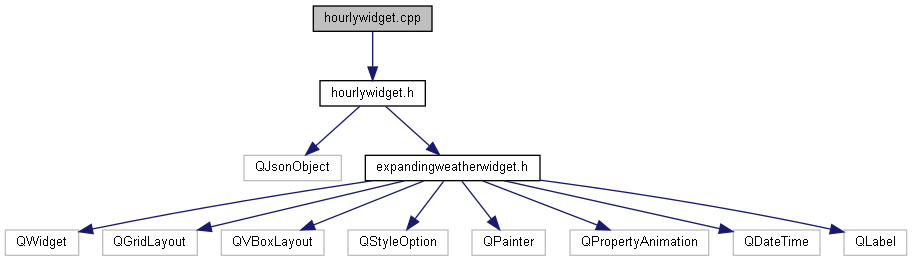 hourlywidget.cpp
hourlywidget.h
QJsonObject
expandingweatherwidget.h
QWidget
QGridLayout
QVBoxLayout
QStyleOption
QPainter
QPropertyAnimation
QDateTime
QLabel